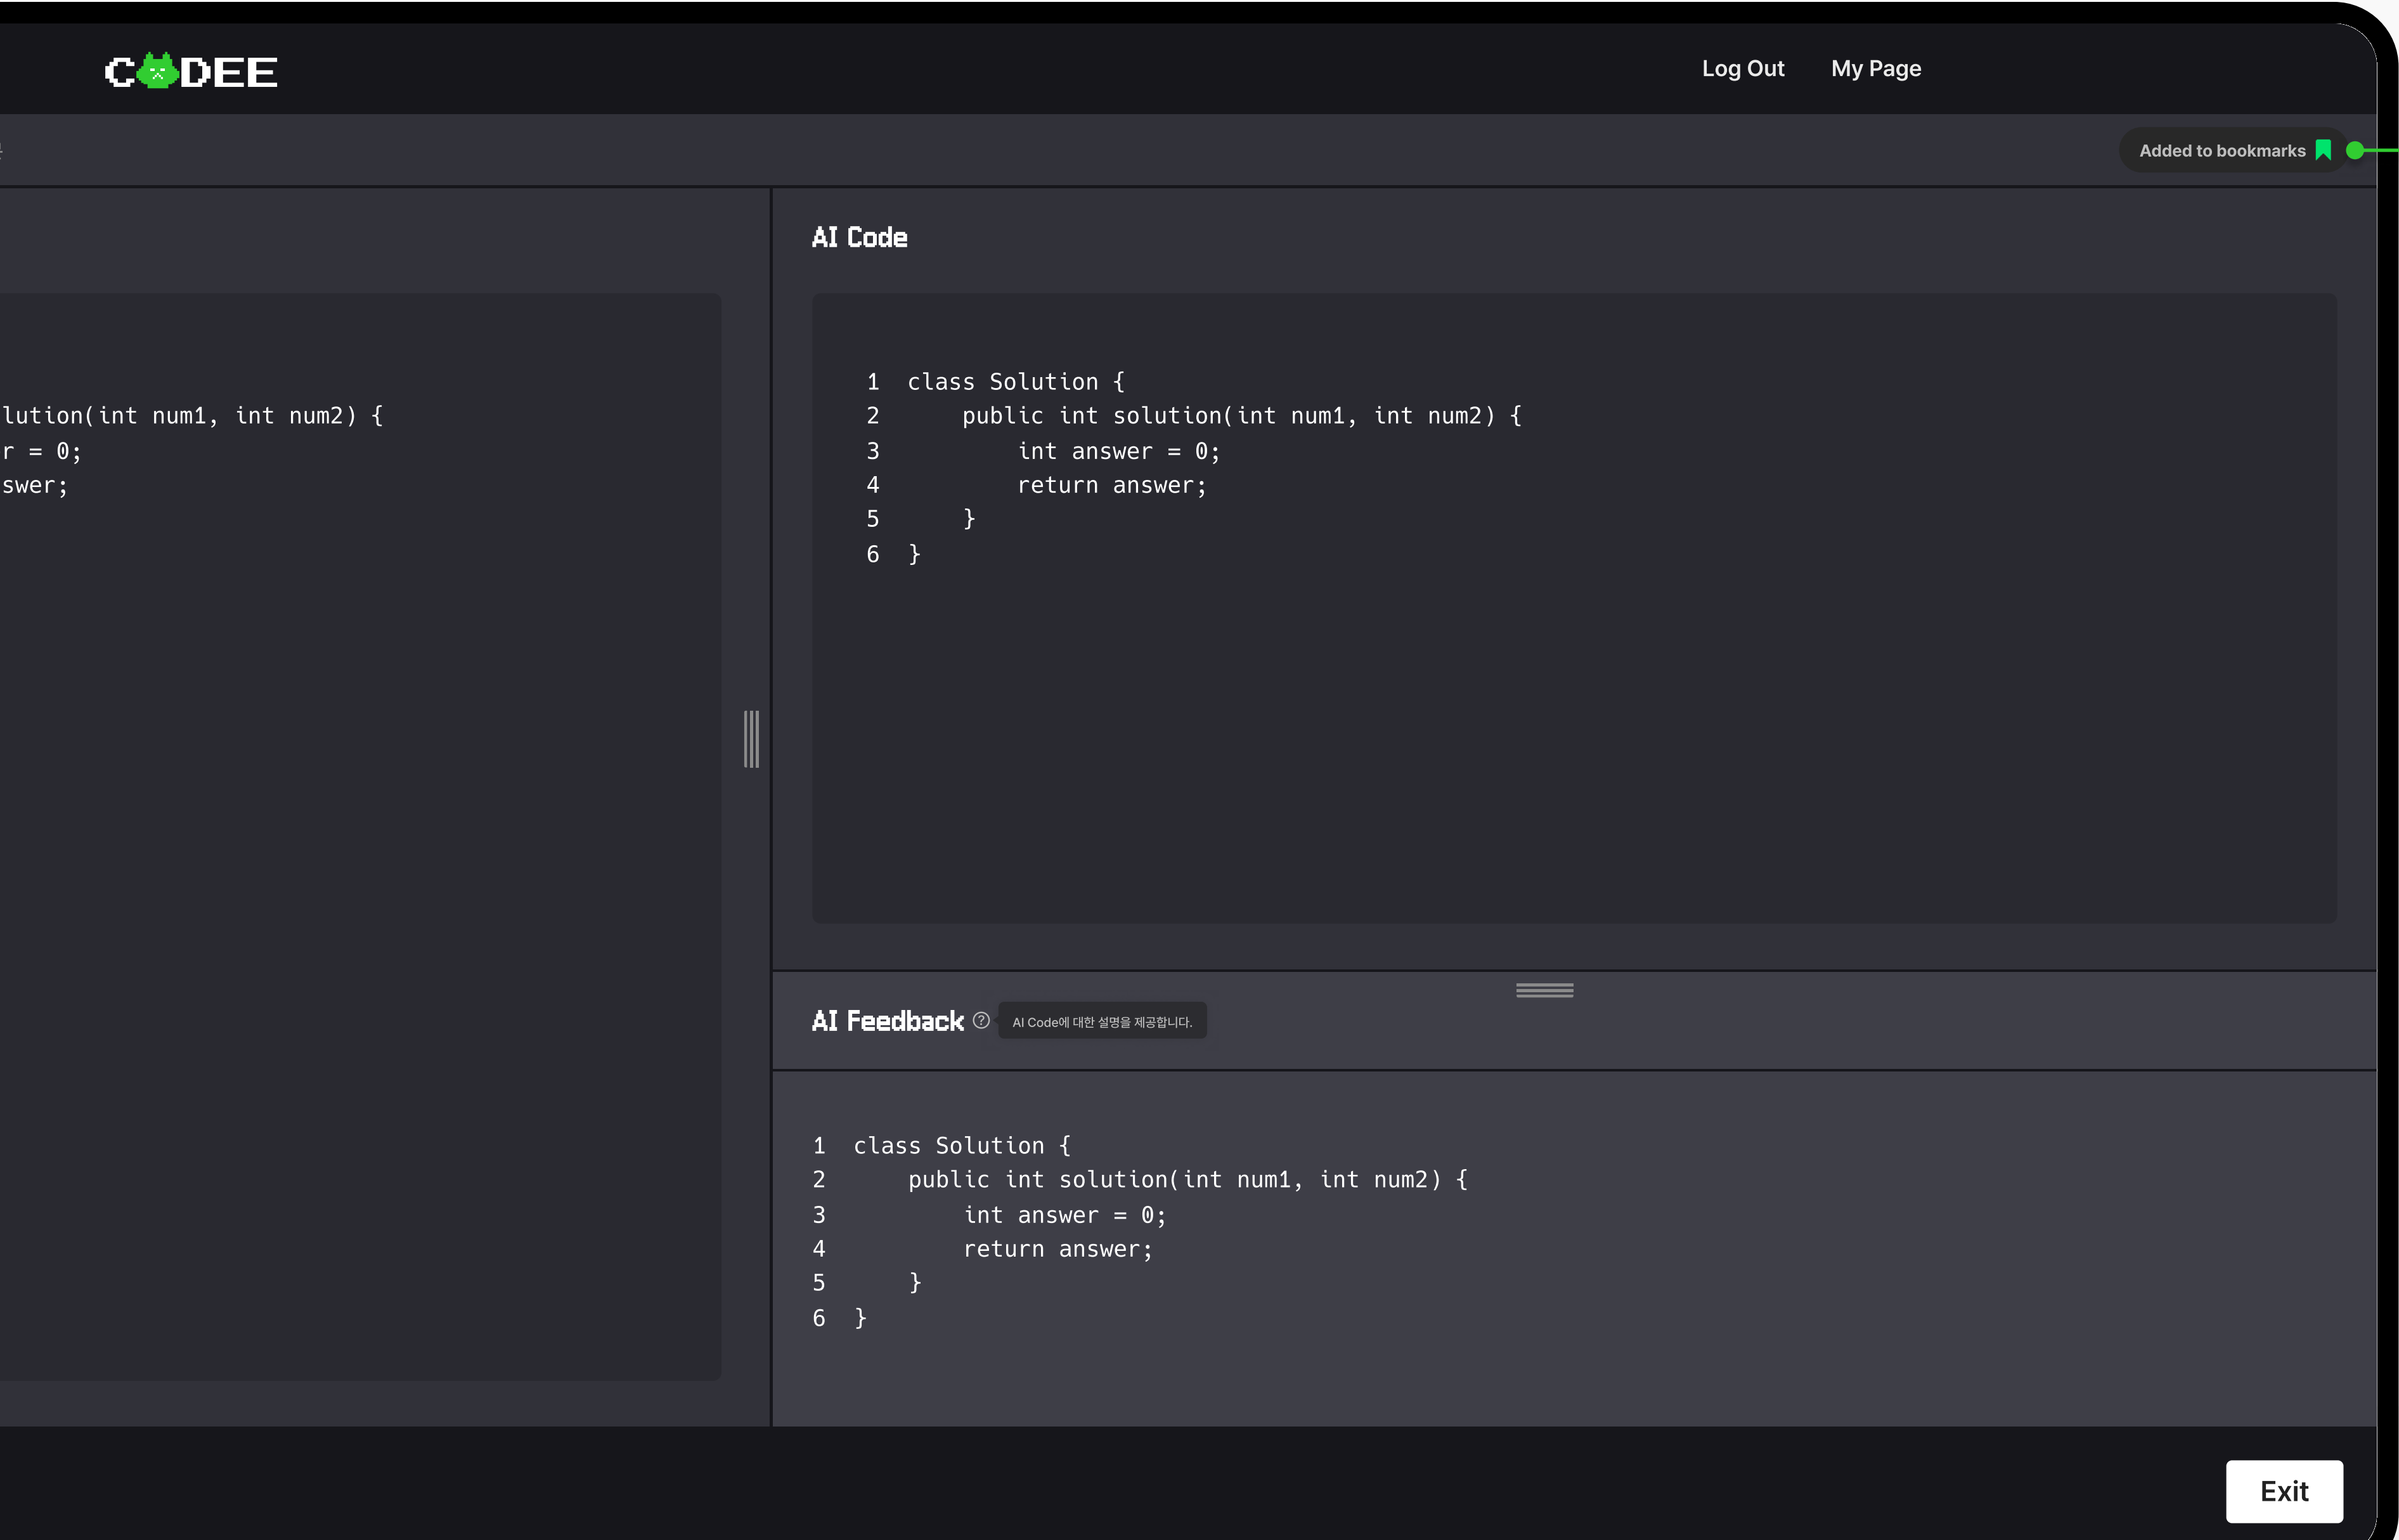 CODEE
Log Out
My Page
Added to bookmarks
lution(int num1, int num2) {
r = 0;
swer;
AI Code
1 class Solution {
2     public int solution(int num1, int num2) {
3         int answer = 0;
4         return answer;
5     }
6 }
AI Feedback ?
AI Code에 대한 설명을 제공합니다.
1 class Solution {
2     public int solution(int num1, int num2) {
3         int answer = 0;
4         return answer;
5     }
6 }
Exit